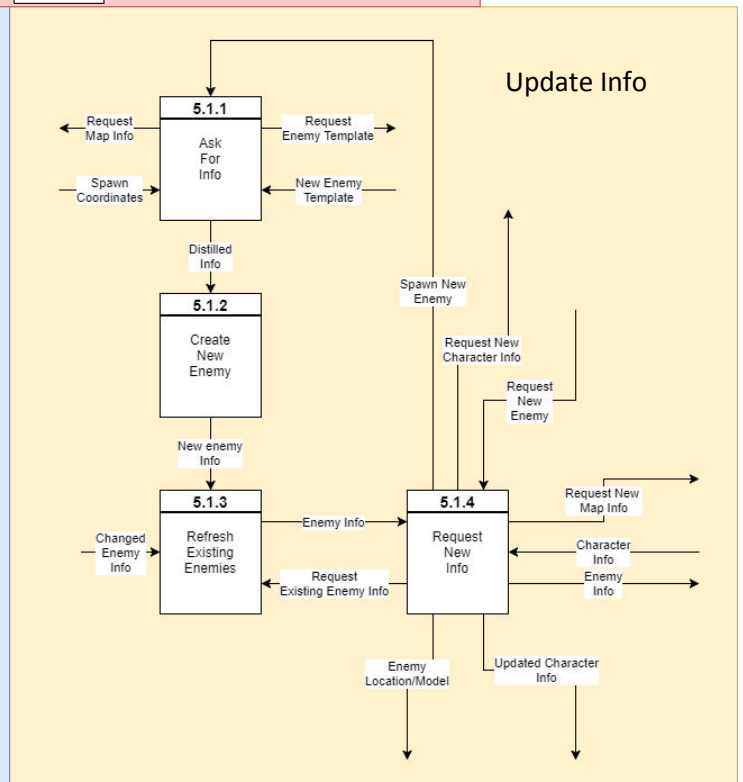 Update Info
5.1.1
Ask
For
Info
Request
Map Info
Request
Enemy Template
Spawn
Coordinates
New Enemy
Template
Distilled
Info
5.1.2
Create
New
Enemy
Spawn New
Enemy
Request New
Character Info
Request
New
Enemy
New enemy
Info
5.1.3
Refresh
Existing
Enemies
Changed
Enemy
Info
Enemy Info
Request
Existing Enemy Info
5.1.4
Request
New
Info
Request New
Map Info
Character
Info
Enemy
Info
Enemy
Location/Model
Updated Character
Info